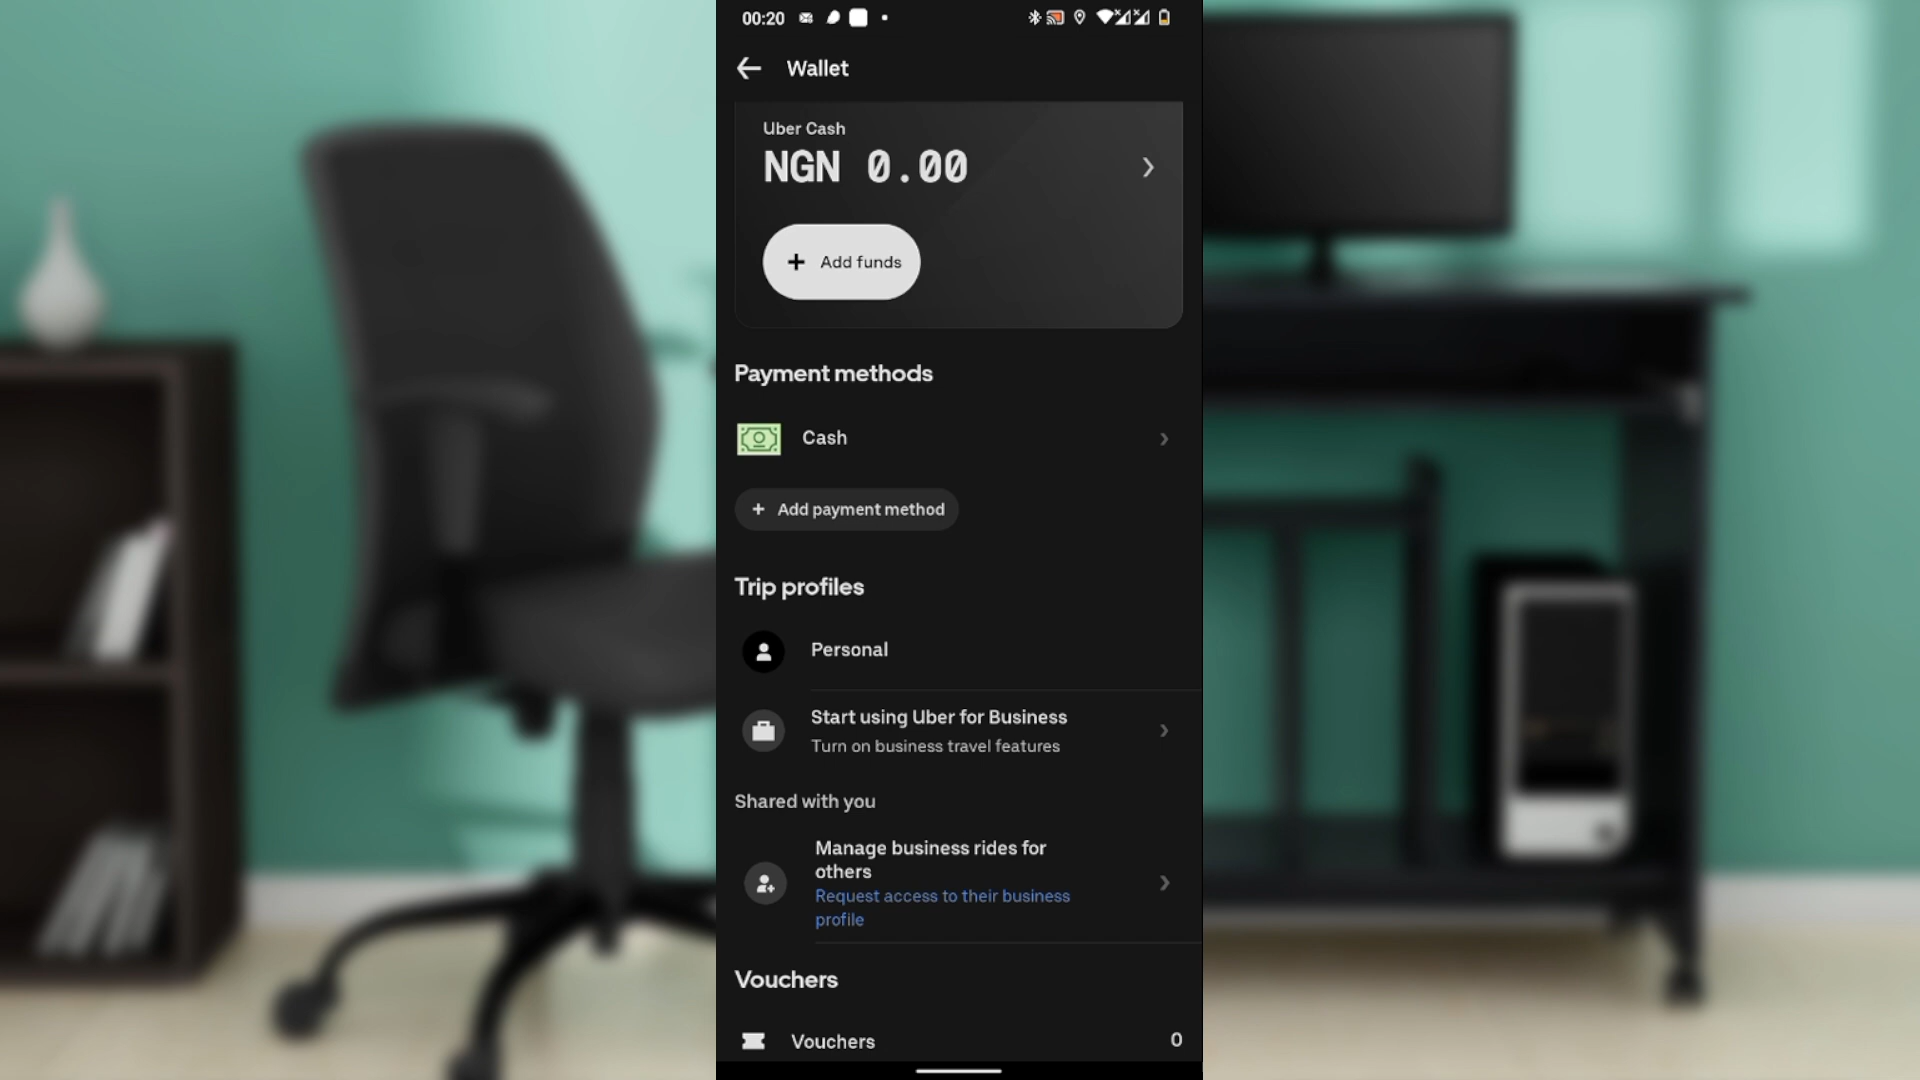 00:20
Wallet
Uber Cash
NGN 0.00
+ Add funds
Payment methods
Cash
+ Add payment method
Trip profiles
Personal
Start using Uber for Business
Turn on business travel features
Shared with you
Manage business rides for
others
Request access to their business
profile
Vouchers
Vouchers 0